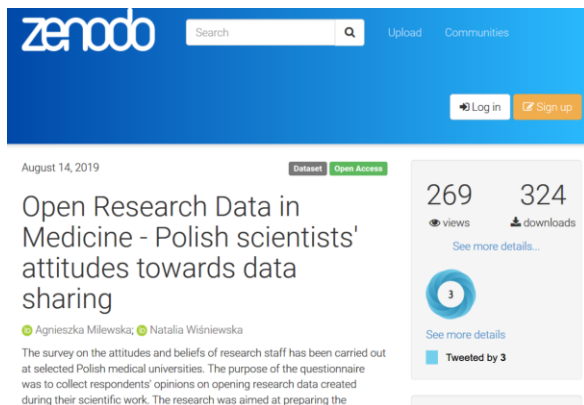 zenodo
Search
Upload
Communities
Log in
Sign up
August 14, 2019
Dataset
Open Access
Open Research Data in
Medicine - Polish scientists'
attitudes towards data
sharing
Agnieszka Milewska; Natalia Wiśniewska
The survey on the attitudes and beliefs of research staff has been carried out
at selected Polish medical universities. The purpose of the questionnaire
was to collect respondents' opinions on opening research data created
during their scientific work. The research was aimed at preparing the
269 324
views downloads
See more details...
3
See more details
Tweeted by 3